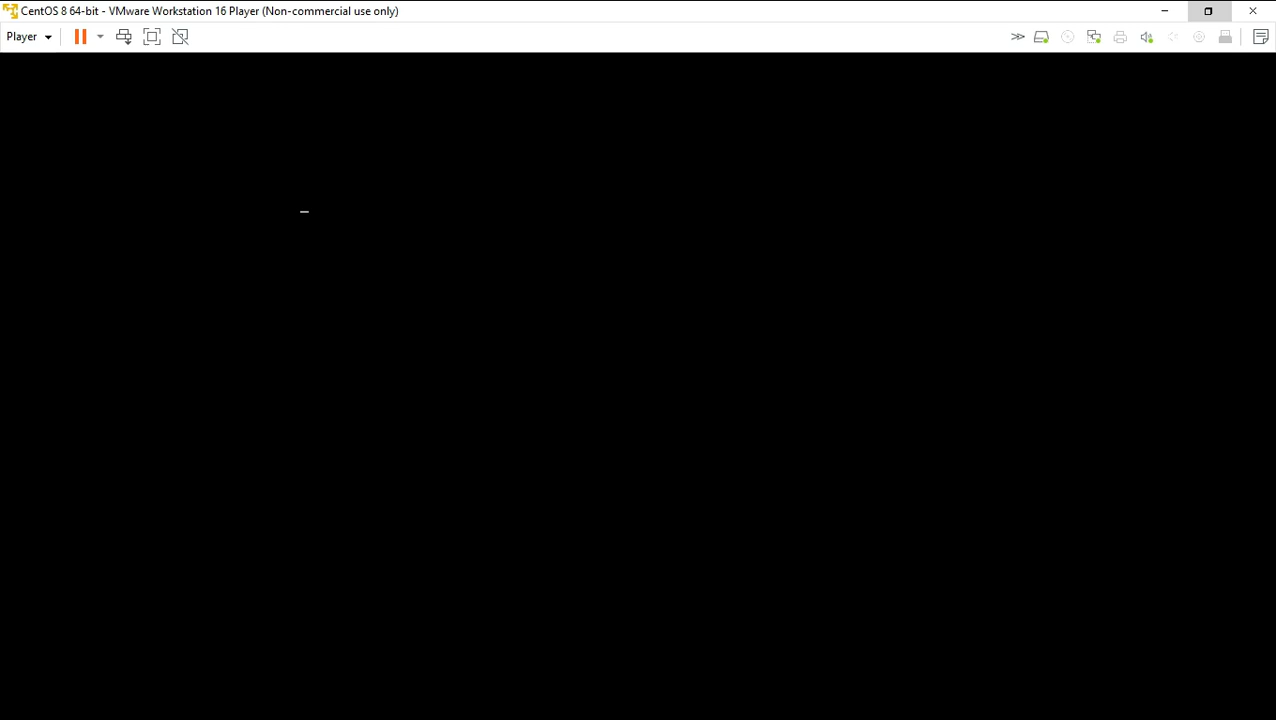 CentOS 8 64-bit - VMware Workstation 16 Player (Non-commercial use only)
Player